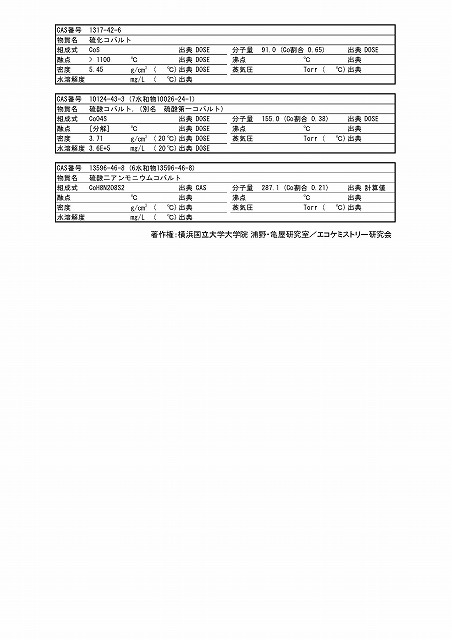 CAS番号 1317-42-6
物質名 硫化コバルト
組成式 CoS 出典 DOSE 分子量 91.0 (Co割合 0.65) 出典 DOSE
融点 > 1100 ℃ 出典 DOSE 沸点 ℃ 出典
密度 5.45 g/cm³ ( ℃) 出典 DOSE 蒸気圧 Torr ( ℃) 出典
水溶解度 mg/L ( ℃) 出典
CAS番号 10124-43-3 (7水和物10026-24-1)
物質名 硫酸コバルト, (別名 硫酸第一コバルト)
組成式 CoO4S 出典 DOSE 分子量 155.0 (Co割合 0.38) 出典 DOSE
融点 [分解] ℃ 出典 DOSE 沸点 ℃ 出典
密度 3.71 g/cm³ ( 20 ℃) 出典 DOSE 蒸気圧 Torr ( ℃) 出典
水溶解度 3.6E+5 mg/L ( 20 ℃) 出典 DOSE
CAS番号 13596-46-8 (6水和物13596-46-8)
物質名 硫酸二アンモニウムコバルト
組成式 CoH8N2O8S2 出典 CAS 分子量 287.1 (Co割合 0.21) 出典 計算値
融点 ℃ 出典 沸点 ℃ 出典
密度 g/cm³ ( ℃) 出典 蒸気圧 Torr ( ℃) 出典
水溶解度 mg/L ( ℃) 出典
著作権：横浜国立大学大学院 浦野・亀屋研究室／エコケミストリー研究会